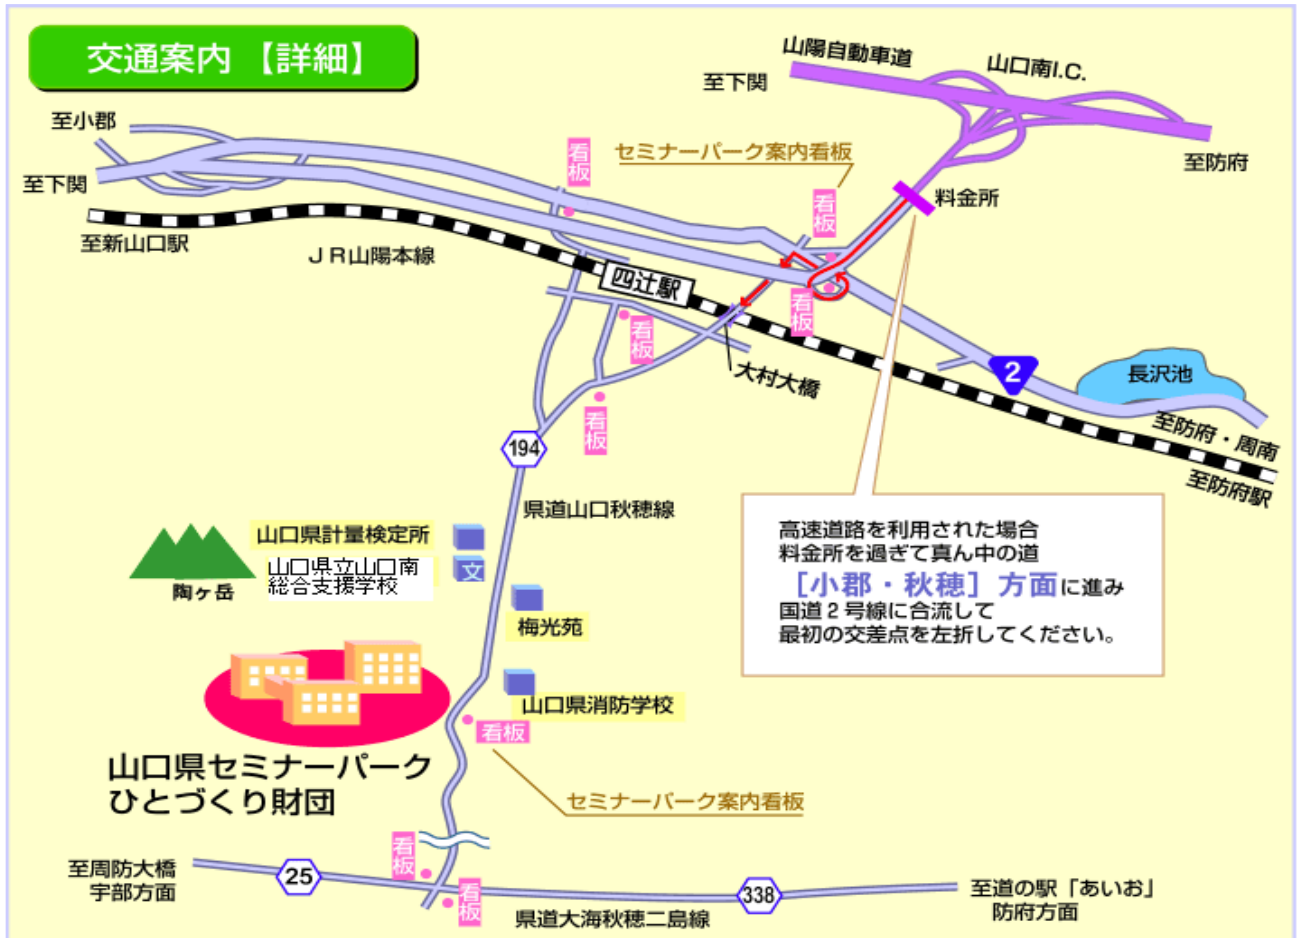 交通案内 【詳細】
山陽自動車道
山口南I.C.
至下関
至小郡
看板
セミナーパーク案内看板
至防府
至下関
看板
料金所
至新山口駅
ＪＲ山陽本線
四辻駅
看板
看板
大村大橋
2
長沢池
看板
至防府・周南
194
至防府駅
県道山口秋穂線
高速道路を利用された場合
料金所を過ぎて真ん中の道
［小郡・秋穂］方面に進み
国道２号線に合流して
最初の交差点を左折してください。
山口県計量検定所
山口県立山口南
総合支援学校
文
陶ヶ岳
梅光苑
山口県消防学校
看板
山口県セミナーパーク
ひとづくり財団
セミナーパーク案内看板
看板
至周防大橋
宇部方面
25
看板
338
至道の駅「あいお」
防府方面
県道大海秋穂二島線